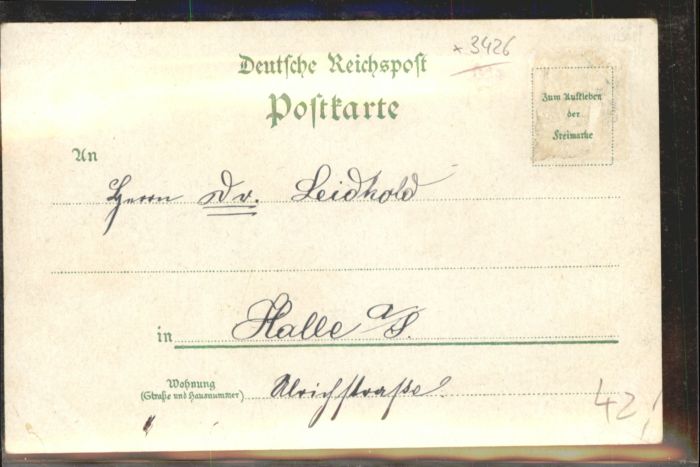 * 3426
Deutsche Reichspost
Postkarte
Zum Aufkleben
der
Freimarke
An
Herrn Dr. Leidhold
in Halle a/S.
Wohnung
(Straße und Hausnummer)
Ulrichstraße
42